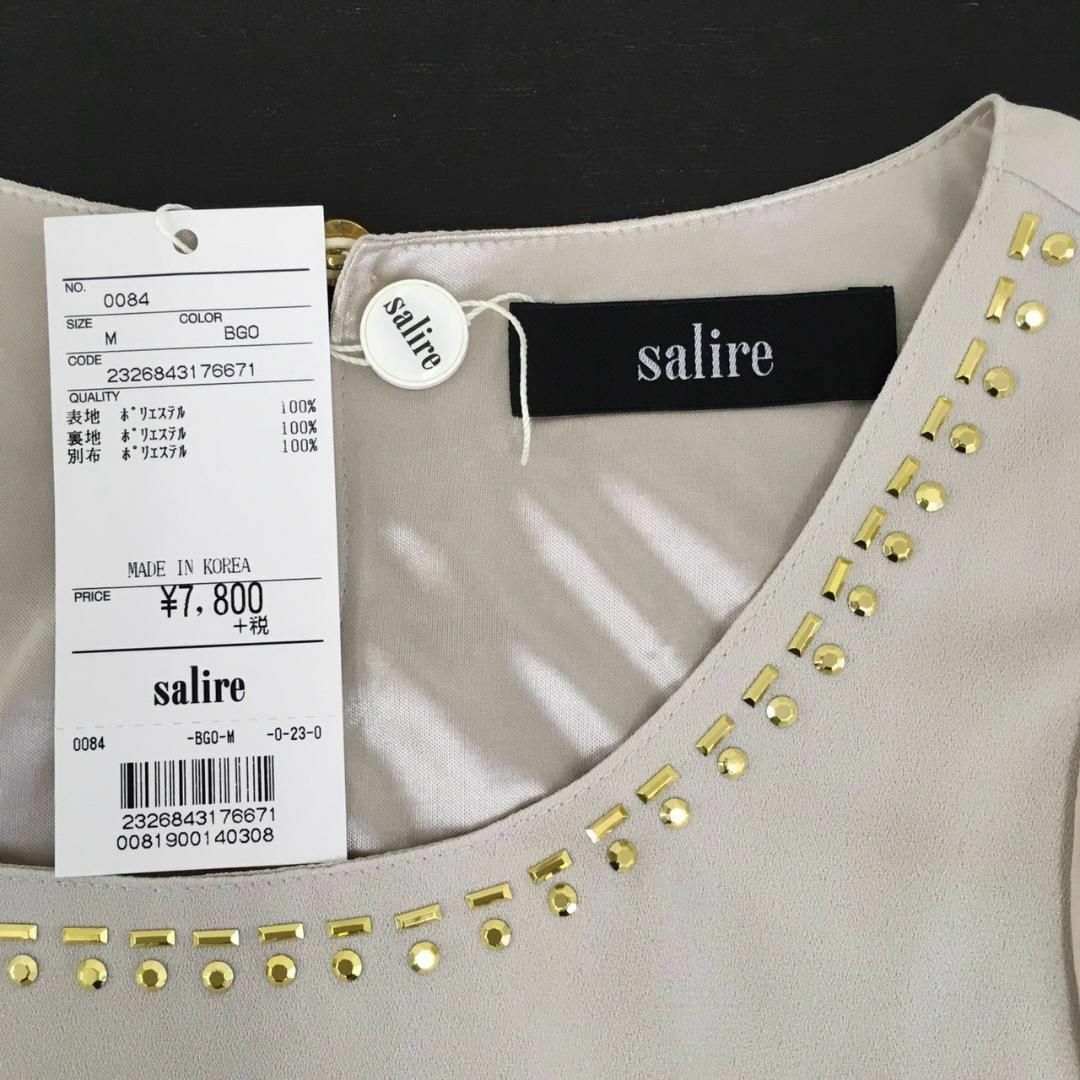 NO. 0084
SIZE M COLOR BGO
CODE 2326843176671
QUALITY
表地 ﾎﾟﾘｴｽﾃﾙ 100%
裏地 ﾎﾟﾘｴｽﾃﾙ 100%
別布 ﾎﾟﾘｴｽﾃﾙ 100%
MADE IN KOREA
PRICE ¥7,800
+税
salire
0084 -BGO-M -0-23-0
2326843176671
0081900140308
salire
salire